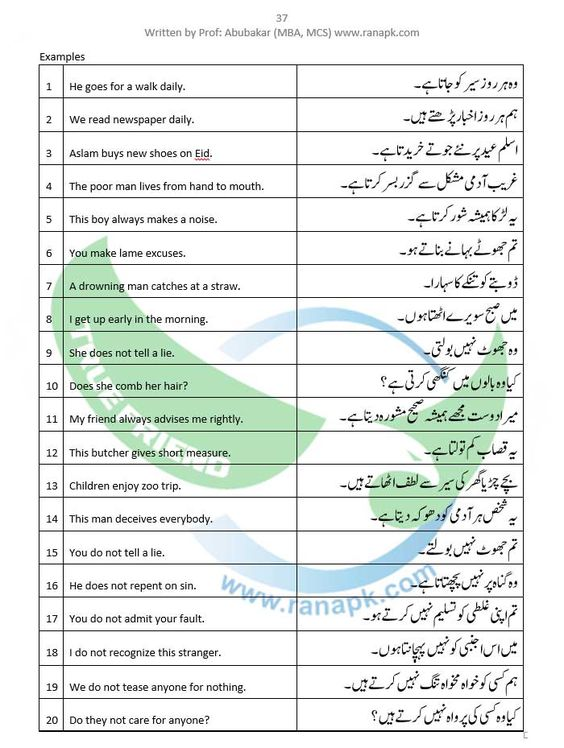 37
Written by Prof: Abubakar (MBA, MCS) www.ranapk.com
Examples
1 He goes for a walk daily. وہ ہر روز سیر کو جاتا ہے۔
2 We read newspaper daily. ہم ہر روز اخبار پڑھتے ہیں۔
3 Aslam buys new shoes on Eid. اسلم عید پر نئے جوتے خریدتا ہے۔
4 The poor man lives from hand to mouth. غریب آدمی مشکل سے گزر بسر کرتا ہے۔
5 This boy always makes a noise. یہ لڑکا ہمیشہ شور کرتا ہے۔
6 You make lame excuses. تم جھوٹے بہانے بناتے ہو۔
7 A drowning man catches at a straw. ڈوبتے کو تنکے کا سہارا۔
8 I get up early in the morning. میں صبح سویرے اٹھتا ہوں۔
9 She does not tell a lie. وہ جھوٹ نہیں بولتی۔
10 Does she comb her hair? کیا وہ بالوں میں کنگھی کرتی ہے؟
11 My friend always advises me rightly. میرا دوست مجھے ہمیشہ صحیح مشورہ دیتا ہے۔
12 This butcher gives short measure. یہ قصاب کم تولتا ہے۔
13 Children enjoy zoo trip. بچے چڑیا گھر کی سیر سے لطف اٹھاتے ہیں۔
14 This man deceives everybody. یہ شخص ہر آدمی کو دھوکہ دیتا ہے۔
15 You do not tell a lie. تم جھوٹ نہیں بولتے۔
16 He does not repent on sin. وہ گناہ پر نہیں پچھتاتا ہے۔
17 You do not admit your fault. تم اپنی غلطی کو تسلیم نہیں کرتے ہو۔
18 I do not recognize this stranger. میں اس اجنبی کو نہیں پہچانتا ہوں۔
19 We do not tease anyone for nothing. ہم کسی کو خواہ مخواہ تنگ نہیں کرتے ہیں۔
20 Do they not care for anyone? کیا وہ کسی کی پرواہ نہیں کرتے ہیں؟
TRUE FRIEND
www.ranapk.com